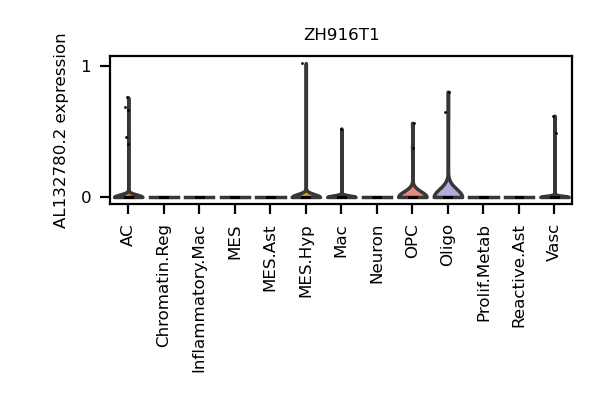 ZH916T1
AL132780.2 expression
1
0
AC
Chromatin.Reg
Inflammatory.Mac
MES
MES.Ast
MES.Hyp
Mac
Neuron
OPC
Oligo
Prolif.Metab
Reactive.Ast
Vasc